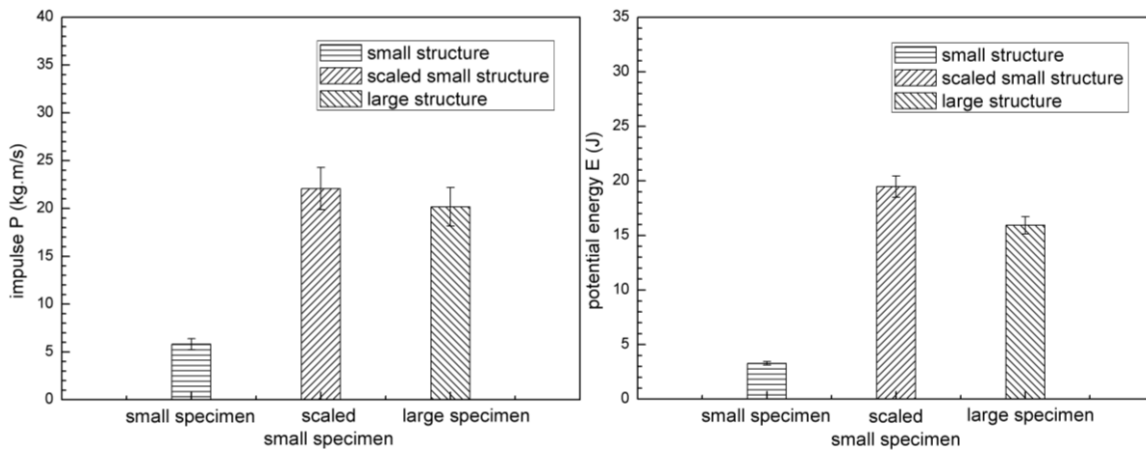 impulse P (kg.m/s)
40
35
30
25
20
15
10
5
0
small structure
scaled small structure
large structure
small specimen
scaled
small specimen
large specimen
potential energy E (J)
35
30
25
20
15
10
5
0
small structure
scaled small structure
large structure
small specimen
scaled
small specimen
large specimen